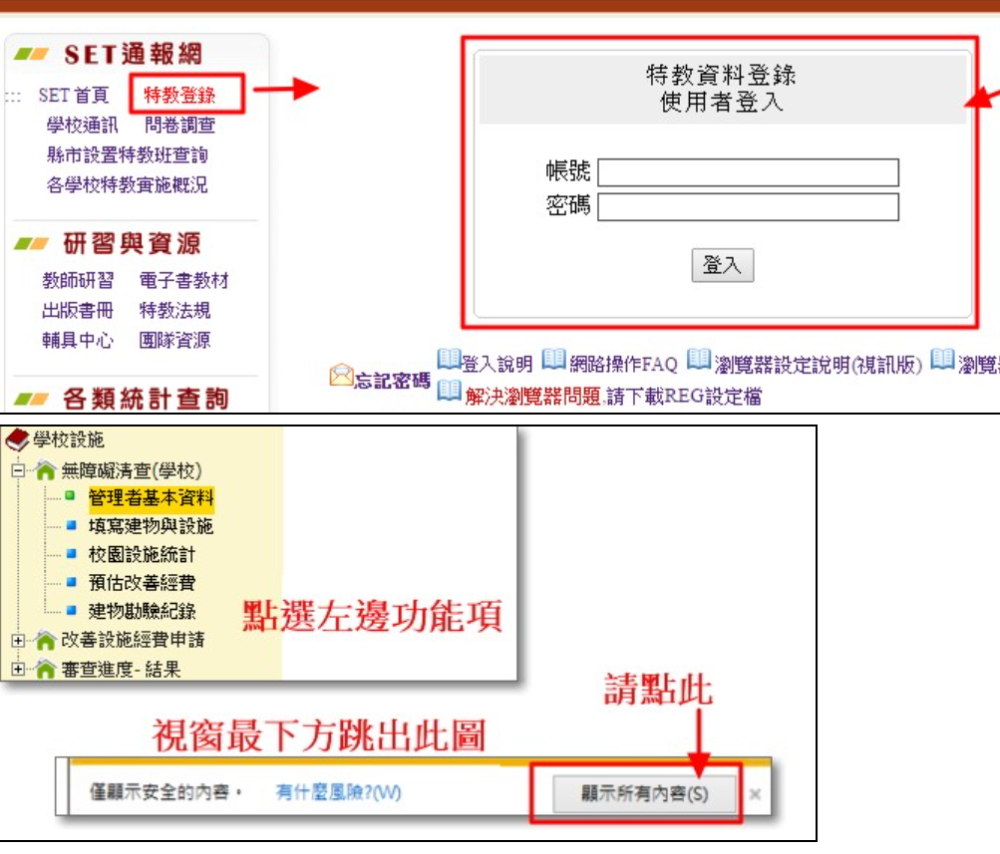 SET通報網
::: SET首頁 特教登錄
學校通訊 問卷調查
縣市設置特教班查詢
各學校特教實施概況
研習與資源
教師研習 電子書教材
出版書冊 特教法規
輔具中心 團隊資源
各類統計查詢
特教資料登錄
使用者登入
帳號
密碼
登入
忘記密碼 登入說明 網路操作FAQ 瀏覽器設定說明(視訊版) 瀏覽
解決瀏覽器問題,請下載REG設定檔
學校設施
無障礙清查(學校)
管理者基本資料
填寫建物與設施
校園設施統計
預估改善經費
建物勘驗紀錄
改善設施經費申請
審查進度-結果
點選左邊功能項
請點此
視窗最下方跳出此圖
僅顯示安全的內容。 有什麼風險?(W) 顯示所有內容(S) ×